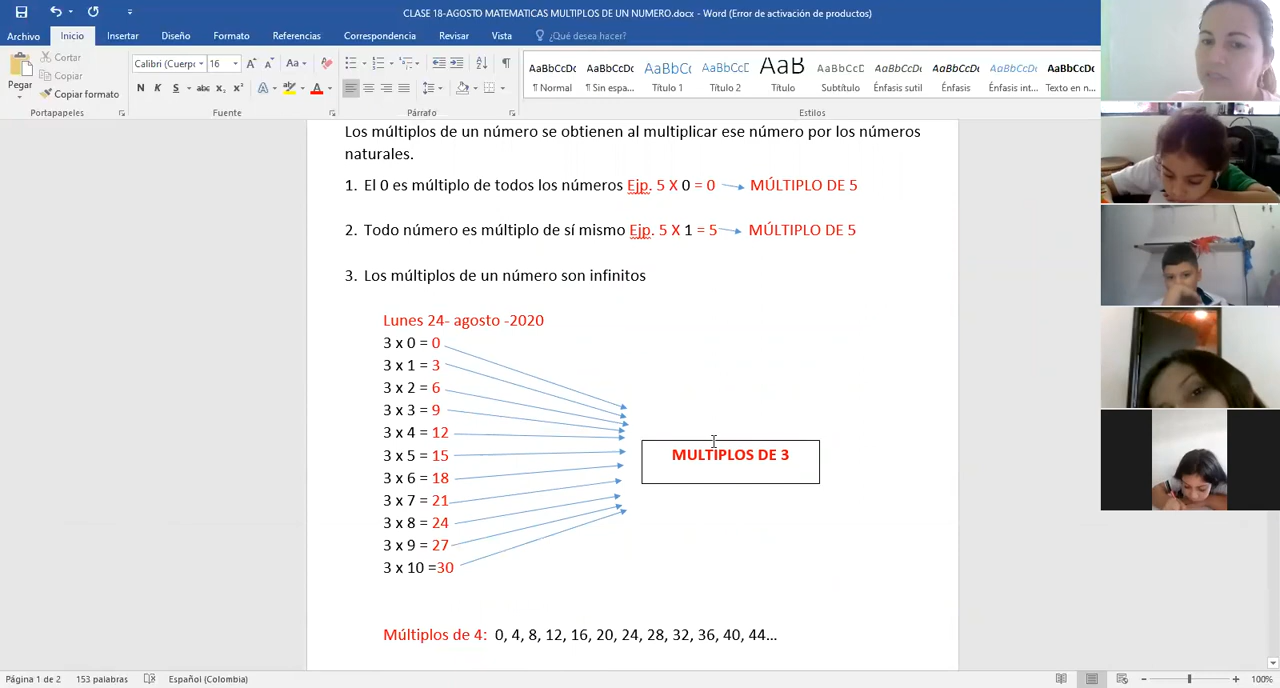 CLASE 18-AGOSTO MATEMATICAS MULTIPLOS DE UN NUMERO.docx - Word (Error de activación de productos)
Archivo Inicio Insertar Diseño Formato Referencias Correspondencia Revisar Vista ¿Qué desea hacer?
Pegar
Cortar
Copiar
Copiar formato
Portapapeles
Calibri (Cuerpo 16
N K S abc x₂ x²
Fuente
Párrafo
AaBbCcDc AaBbCcDc AaBbCc AaBbCcD AaB AaBbCcD AaBbCcDc AaBbCcDc AaBbCcDc AaBbCcDc
¶ Normal ¶ Sin espa... Título 1 Título 2 Título Subtítulo Énfasis sutil Énfasis Énfasis int... Texto en n...
Estilos
Los múltiplos de un número se obtienen al multiplicar ese número por los números
naturales.
1. El 0 es múltiplo de todos los números Ejp. 5 X 0 = 0 MÚLTIPLO DE 5
2. Todo número es múltiplo de sí mismo Ejp. 5 X 1 = 5 MÚLTIPLO DE 5
3. Los múltiplos de un número son infinitos
Lunes 24- agosto -2020
3 x 0 = 0
3 x 1 = 3
3 x 2 = 6
3 x 3 = 9
3 x 4 = 12
3 x 5 = 15
3 x 6 = 18
3 x 7 = 21
3 x 8 = 24
3 x 9 = 27
3 x 10 =30
MULTIPLOS DE 3
Múltiplos de 4: 0, 4, 8, 12, 16, 20, 24, 28, 32, 36, 40, 44...
Página 1 de 2 153 palabras Español (Colombia) 100%